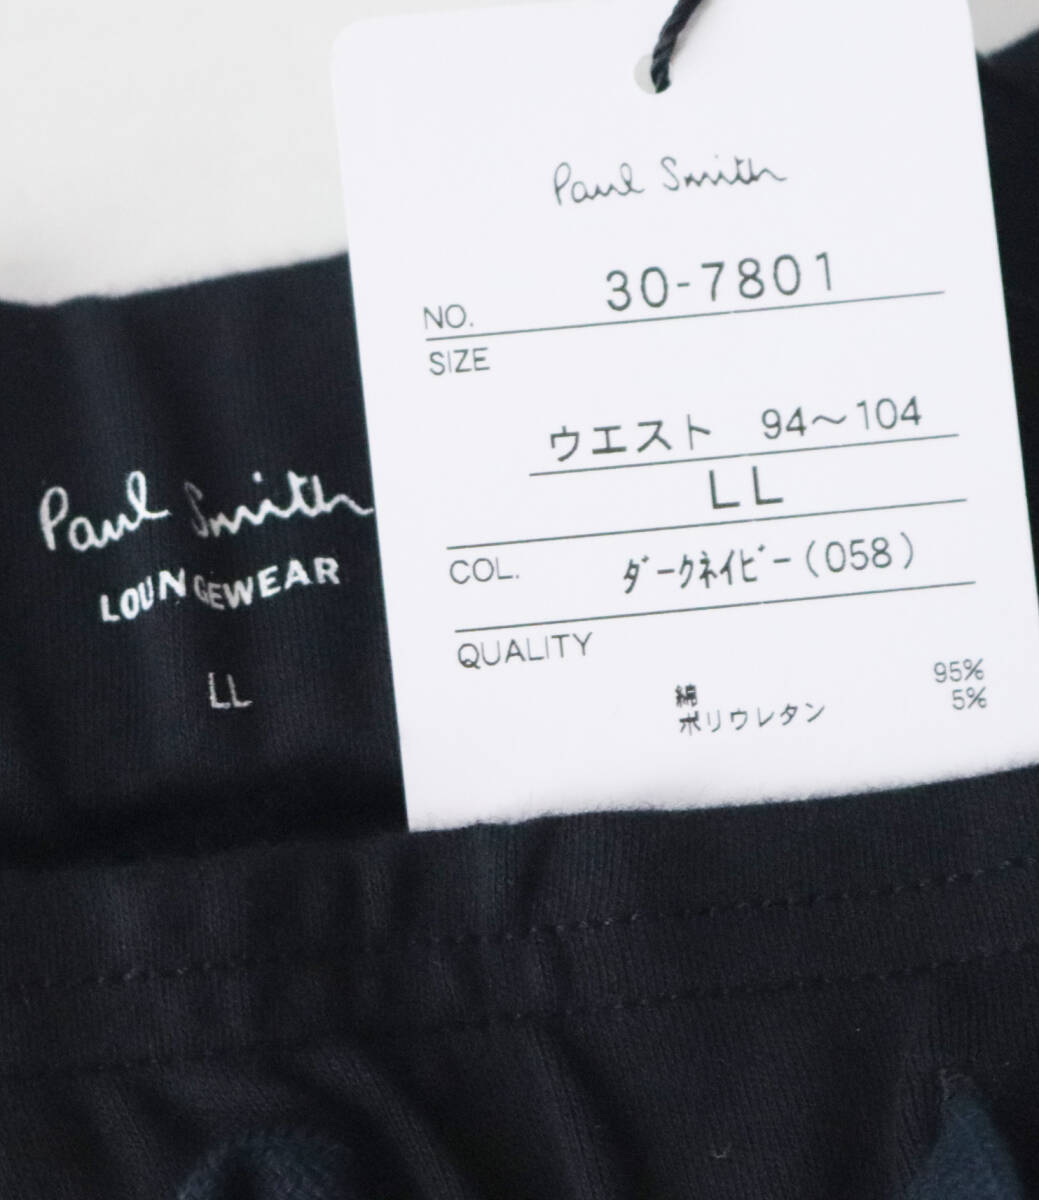 Paul Smith
NO. 30-7801
SIZE
ウエスト 94～104
LL
COL. ﾀﾞｰｸﾈｲﾋﾞｰ(058)
QUALITY
綿 95%
ポリウレタン 5%
Paul Smith
LOUNGEWEAR
LL